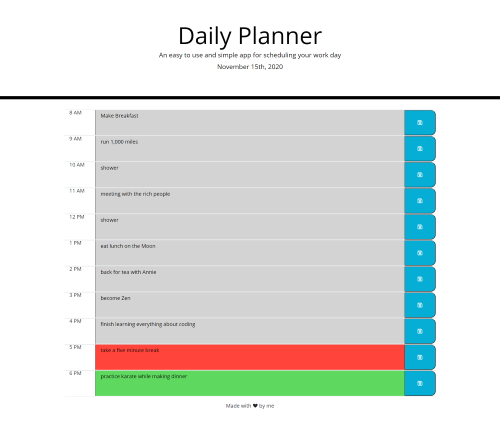 Daily Planner
An easy to use and simple app for scheduling your work day
November 15th, 2020
8 AM Make Breakfast
9 AM run 1,000 miles
10 AM shower
11 AM meeting with the rich people
12 PM shower
1 PM eat lunch on the Moon
2 PM back for tea with Annie
3 PM become Zen
4 PM finish learning everything about coding
5 PM take a five minute break
6 PM practice karate while making dinner
Made with ❤ by me